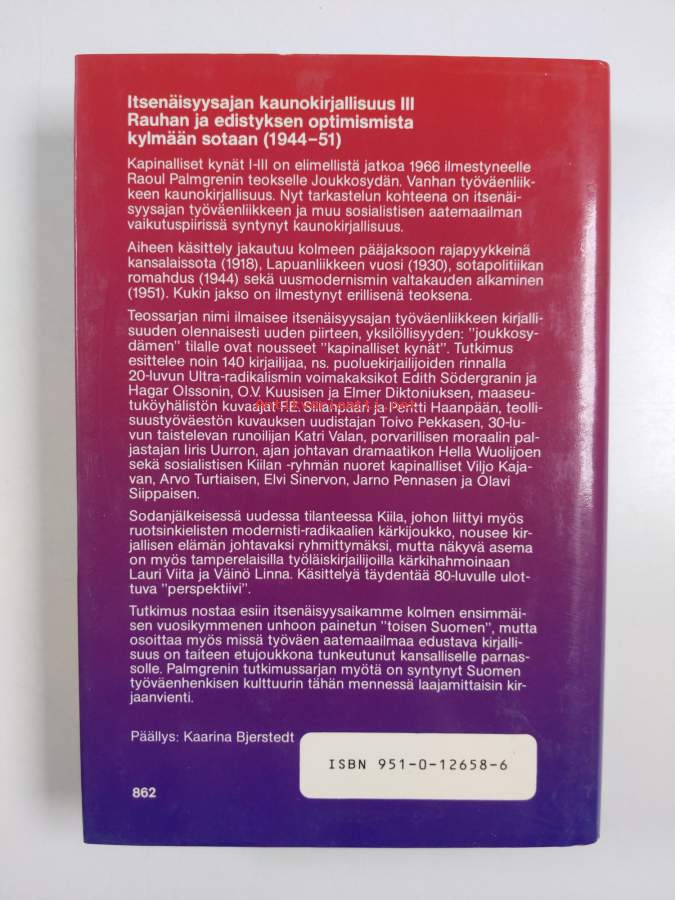 Itsenäisyysajan kaunokirjallisuus III
Rauhan ja edistyksen optimismista
kylmään sotaan (1944–51)
Kapinalliset kynät I-III on elimellistä jatkoa 1966 ilmestyneelle
Raoul Palmgrenin teokselle Joukkosydän. Vanhan työväenliik-
keen kaunokirjallisuus. Nyt tarkastelun kohteena on itsenäi-
syysajan työväenliikkeen ja muu sosialistisen aatemaailman
vaikutuspiirissä syntynyt kaunokirjallisuus.
Aiheen käsittely jakautuu kolmeen pääjaksoon rajapyykkeinä
kansalaissota (1918), Lapuanliikkeen vuosi (1930), sotapolitiikan
romahdus (1944) sekä uusmodernismin valtakauden alkaminen
(1951). Kukin jakso on ilmestynyt erillisenä teoksena.
Teossarjan nimi ilmaisee itsenäisyysajan työväenliikkeen kirjalli-
suuden olennaisesti uuden piirteen, yksilöllisyyden: "joukkosy-
dämen" tilalle ovat nousseet "kapinalliset kynät". Tutkimus
esittelee noin 140 kirjailijaa, ns. puoluekirjailijoiden rinnalla
20-luvun Ultra-radikalismin voimakaksikot Edith Södergranin ja
Hagar Olssonin, O.V. Kuusisen ja Elmer Diktoniuksen, maaseu-
tuköyhälistön kuvaajat F.E. Sillanpään ja Pentti Haanpään, teolli-
suustyöväestön kuvauksen uudistajan Toivo Pekkasen, 30-lu-
vun taistelevan runoilijan Katri Valan, porvarillisen moraalin pal-
jastajan Iiris Uurron, ajan johtavan dramaatikon Hella Wuolijoen
sekä sosialistisen Kiilan -ryhmän nuoret kapinalliset Viljo Kaja-
van, Arvo Turtiaisen, Elvi Sinervon, Jarno Pennasen ja Olavi
Siippaisen.
Sodanjälkeisessä uudessa tilanteessa Kiila, johon liittyi myös
ruotsinkielisten modernisti-radikaalien kärkijoukko, nousee kir-
jallisen elämän johtavaksi ryhmittymäksi, mutta näkyvä asema
on myös tamperelaisilla työläiskirjailijoilla kärkihahmoinaan
Lauri Viita ja Väinö Linna. Käsittelyä täydentää 80-luvulle ulot-
tuva "perspektiivi".
Tutkimus nostaa esiin itsenäisyysaikamme kolmen ensimmäi-
sen vuosikymmenen unhoon painetun "toisen Suomen", mutta
osoittaa myös missä työväen aatemaailmaa edustava kirjalli-
suus on taiteen etujoukkona tunkeutunut kansalliselle parnas-
solle. Palmgrenin tutkimussarjan myötä on syntynyt Suomen
työväenhenkisen kulttuurin tähän mennessä laajamittaisin kir-
jaanvienti.
Päällys: Kaarina Bjerstedt
ISBN 951-0-12658-6
862